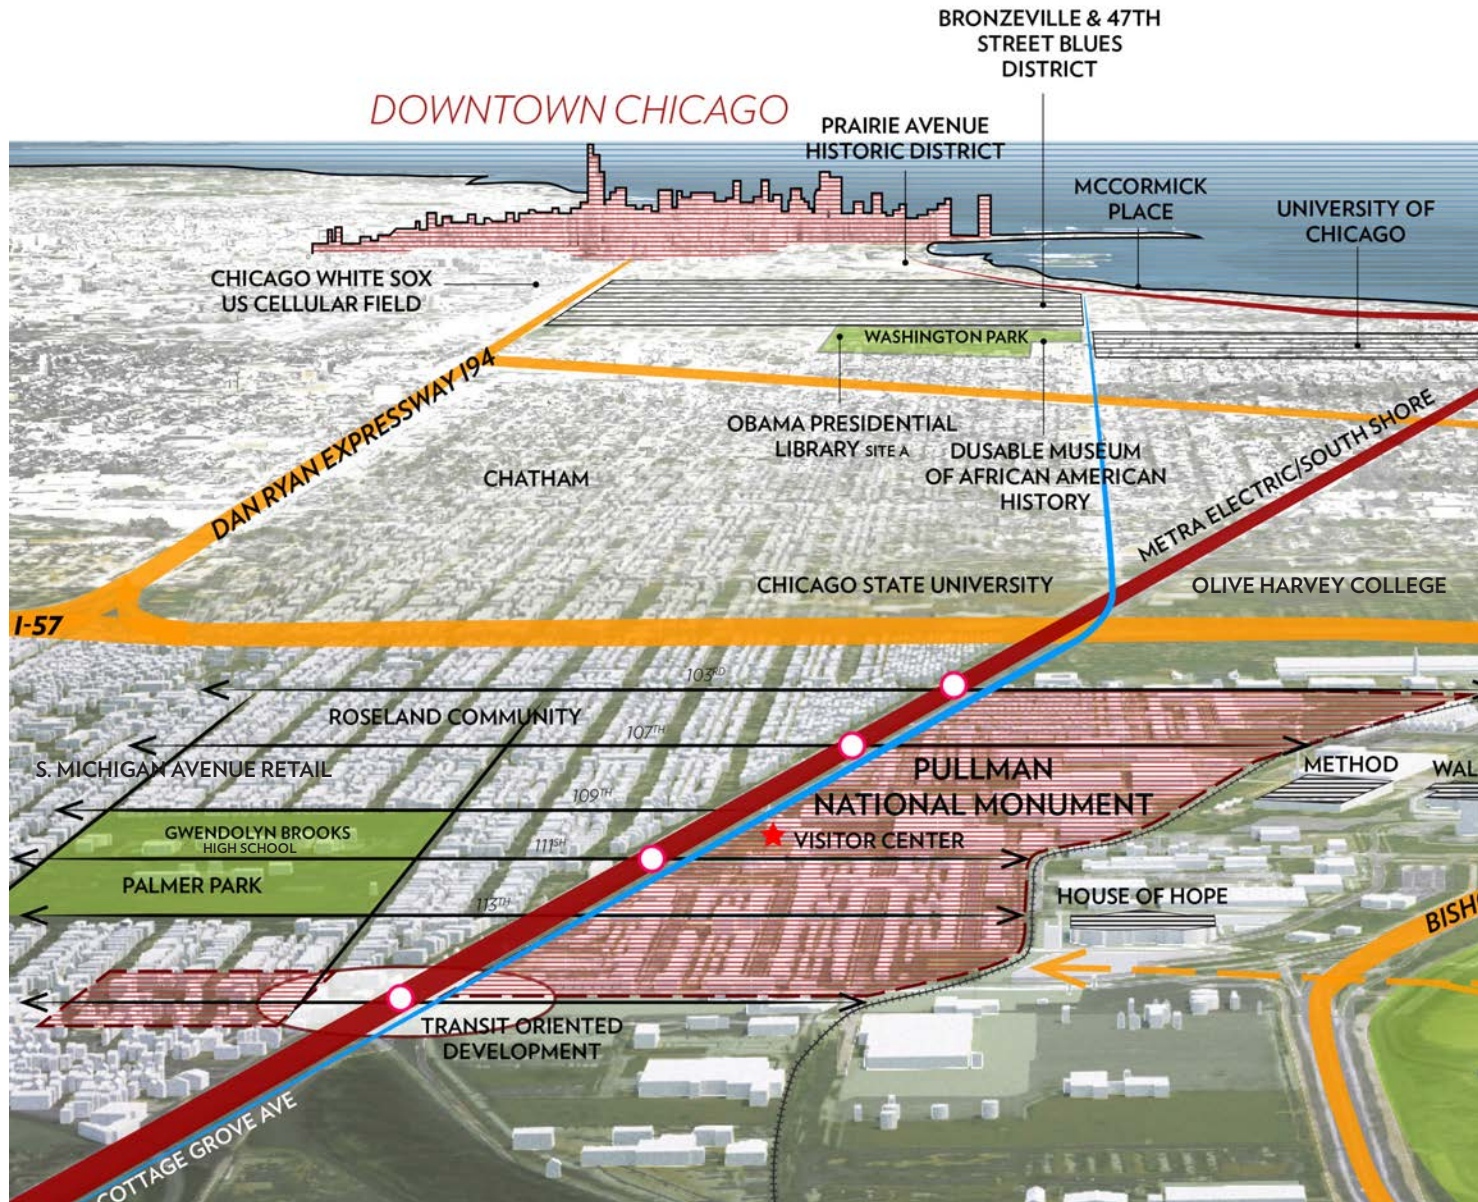 BRONZEVILLE & 47TH
STREET BLUES
DISTRICT
DOWNTOWN CHICAGO
PRAIRIE AVENUE
HISTORIC DISTRICT
MCCORMICK
PLACE
UNIVERSITY OF
CHICAGO
CHICAGO WHITE SOX
US CELLULAR FIELD
WASHINGTON PARK
DAN RYAN EXPRESSWAY I94
OBAMA PRESIDENTIAL
LIBRARY SITE A
DUSABLE MUSEUM
OF AFRICAN AMERICAN
HISTORY
CHATHAM
METRA ELECTRIC/SOUTH SHORE
CHICAGO STATE UNIVERSITY
OLIVE HARVEY COLLEGE
I-57
103RD
ROSELAND COMMUNITY
107TH
S. MICHIGAN AVENUE RETAIL
PULLMAN
NATIONAL MONUMENT
METHOD
WAL
109TH
GWENDOLYN BROOKS
HIGH SCHOOL
VISITOR CENTER
111SH
PALMER PARK
113TH
HOUSE OF HOPE
BISH
TRANSIT ORIENTED
DEVELOPMENT
COTTAGE GROVE AVE